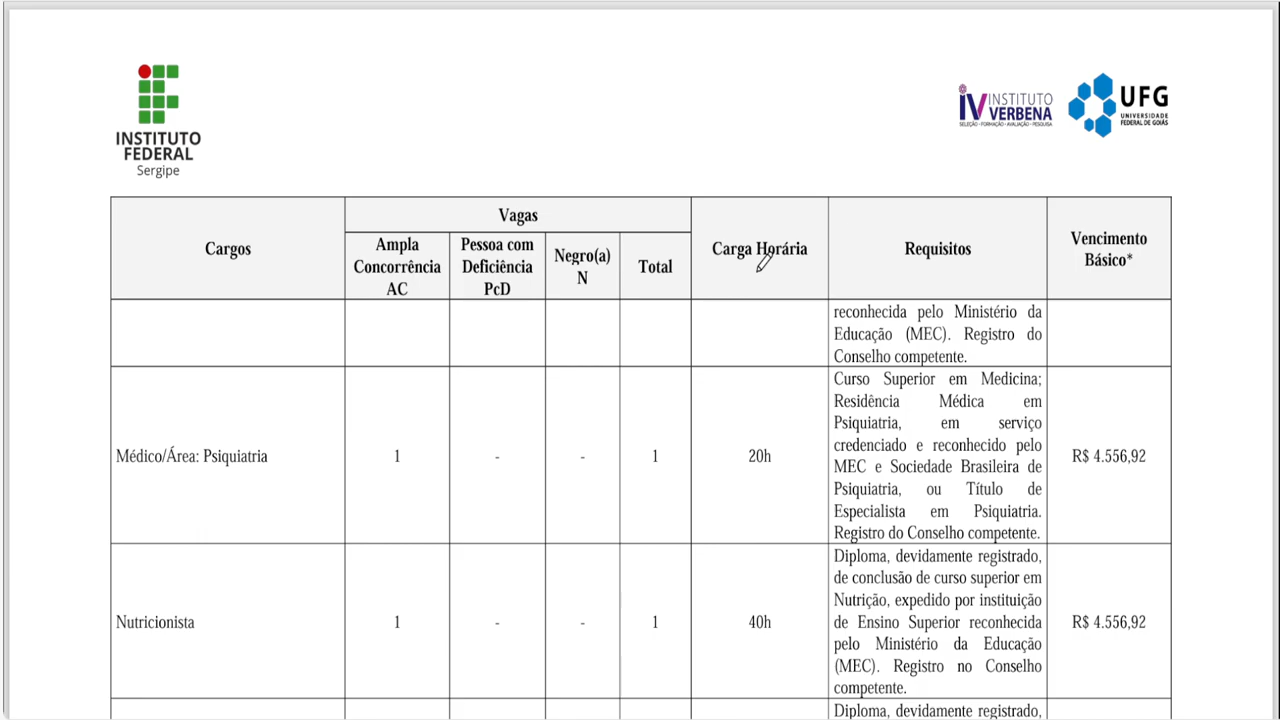 INSTITUTO
FEDERAL
Sergipe
iV INSTITUTO
VERBENA
SELEÇÃO • FORMAÇÃO • AVALIAÇÃO • PESQUISA
UFG
UNIVERSIDADE
FEDERAL DE GOIÁS
Cargos
Vagas
Ampla
Concorrência
AC
Pessoa com
Deficiência
PcD
Negro(a)
N
Total
Carga Horária
Requisitos
Vencimento
Básico*
reconhecida pelo Ministério da
Educação (MEC). Registro do
Conselho competente.
Médico/Área: Psiquiatria
1
-
-
1
20h
Curso Superior em Medicina;
Residência Médica em
Psiquiatria, em serviço
credenciado e reconhecido pelo
MEC e Sociedade Brasileira de
Psiquiatria, ou Título de
Especialista em Psiquiatria.
Registro do Conselho competente.
R$ 4.556,92
Nutricionista
1
-
-
1
40h
Diploma, devidamente registrado,
de conclusão de curso superior em
Nutrição, expedido por instituição
de Ensino Superior reconhecida
pelo Ministério da Educação
(MEC). Registro no Conselho
competente.
R$ 4.556,92
Diploma, devidamente registrado,